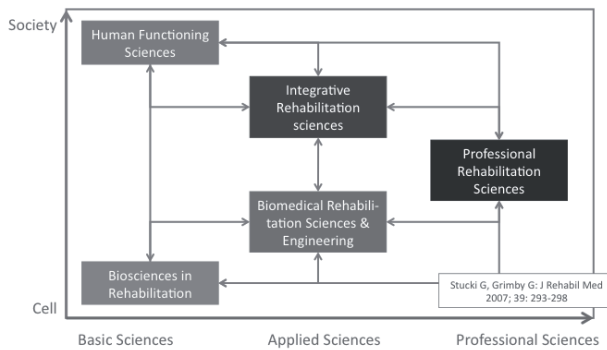 Society
Human Functioning
Sciences
Integrative
Rehabilitation
sciences
Professional
Rehabilitation
Sciences
Biomedical Rehabili-
tation Sciences &
Engineering
Biosciences in
Rehabilitation
Stucki G, Grimby G: J Rehabil Med
2007; 39: 293-298
Cell
Basic Sciences
Applied Sciences
Professional Sciences